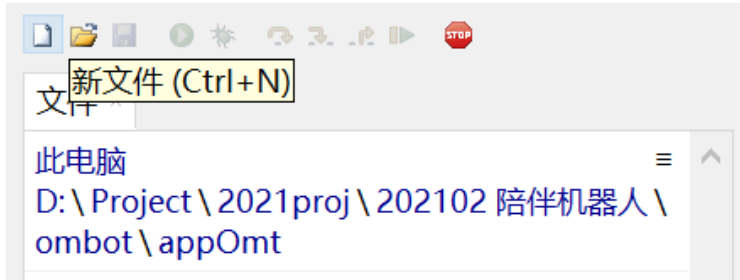 STOP
新文件 (Ctrl+N)
文件 ×
此电脑 ≡
D:\Project\2021proj\202102 陪伴机器人\
ombot\appOmt